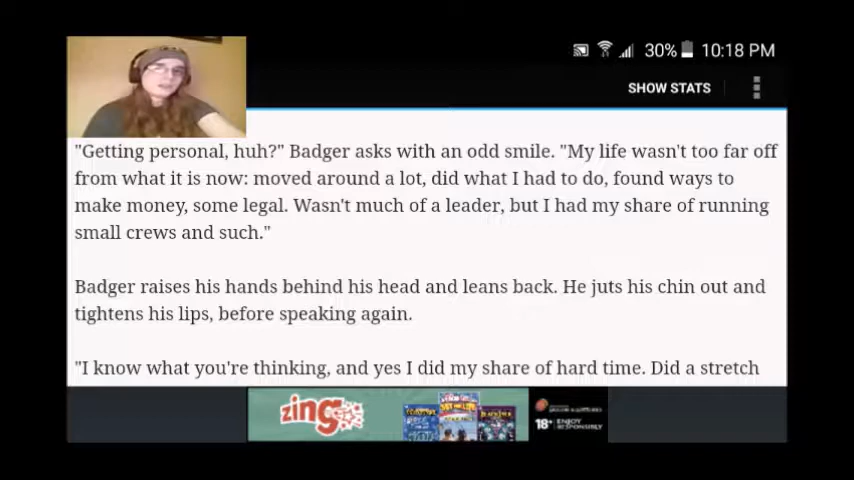 30% 10:18 PM
SHOW STATS
"Getting personal, huh?" Badger asks with an odd smile. "My life wasn't too far off
from what it is now: moved around a lot, did what I had to do, found ways to
make money, some legal. Wasn't much of a leader, but I had my share of running
small crews and such."
Badger raises his hands behind his head and leans back. He juts his chin out and
tightens his lips, before speaking again.
"I know what you're thinking, and yes I did my share of hard time. Did a stretch
zing
18+ ENJOY
RESPONSIBLY